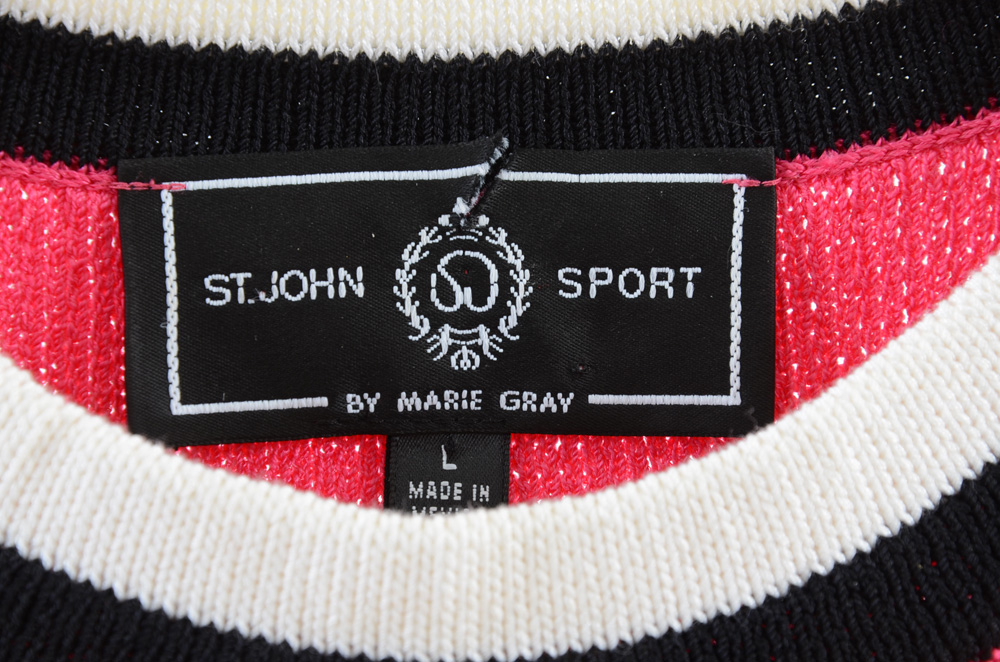 ST. JOHN SPORT
BY MARIE GRAY
L
MADE IN